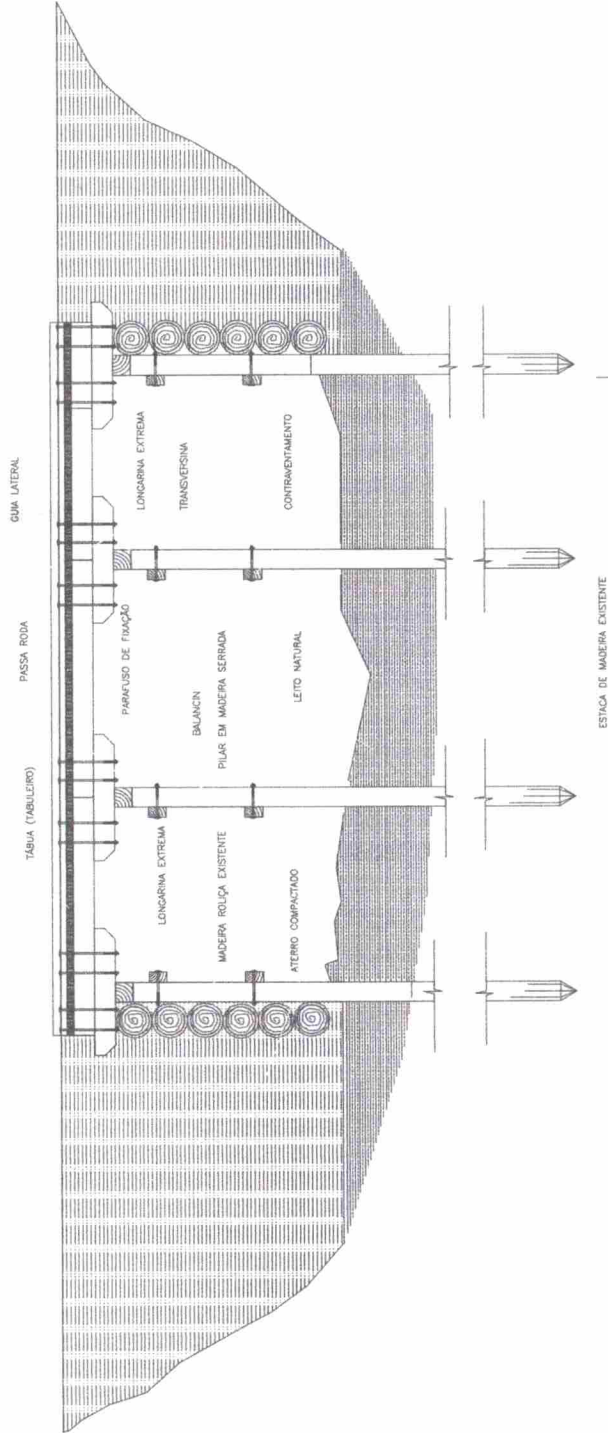 TÁBUA (TABULEIRO)
PASSA RODA
GUIA LATERAL
LONGARINA EXTREMA
MADEIRA ROLIÇA EXISTENTE
ATERRO COMPACTADO
PARAFUSO DE FIXAÇÃO
BALANCIN
PILAR EM MADEIRA SERRADA
LEITO NATURAL
LONGARINA EXTREMA
TRANSVERSINA
CONTRAVENTAMENTO
ESTACA DE MADEIRA EXISTENTE